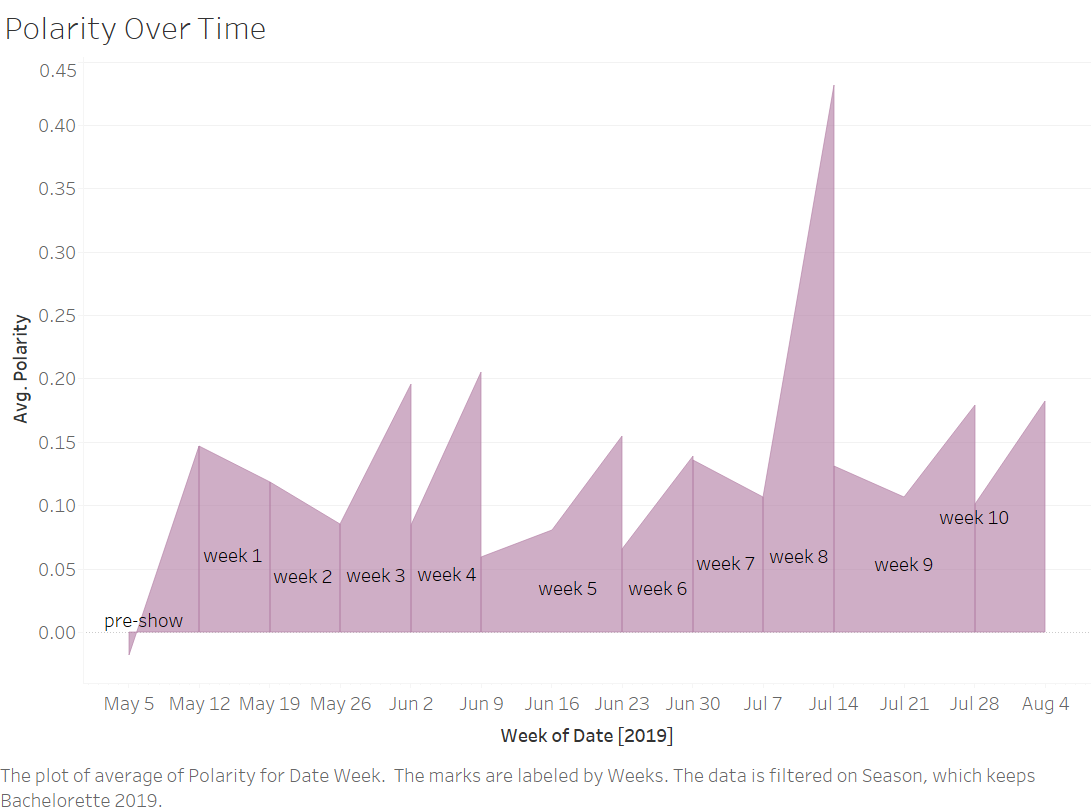 Polarity Over Time
0.45
0.40
0.35
0.30
0.25
0.20
0.15
0.10
0.05
0.00
Avg. Polarity
pre-show
week 1
week 2
week 3
week 4
week 5
week 6
week 7
week 8
week 9
week 10
May 5 May 12 May 19 May 26 Jun 2 Jun 9 Jun 16 Jun 23 Jun 30 Jul 7 Jul 14 Jul 21 Jul 28 Aug 4
Week of Date [2019]
The plot of average of Polarity for Date Week.  The marks are labeled by Weeks. The data is filtered on Season, which keeps
Bachelorette 2019.